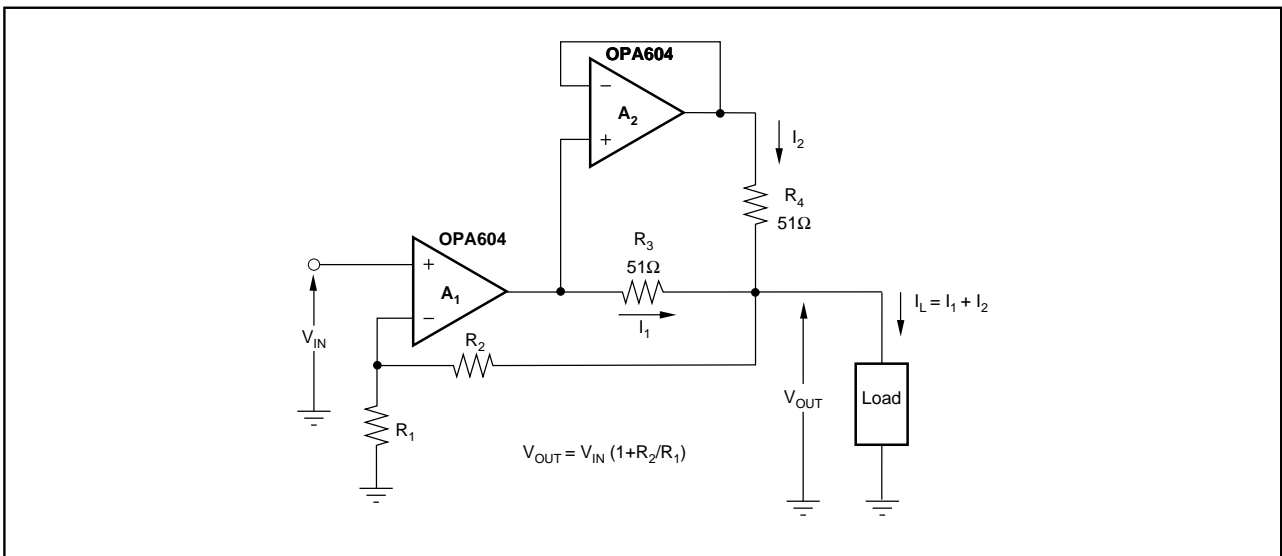 OPA604
−
A2
+
I2
R4
51Ω
OPA604
+
A1
−
R3
51Ω
I1
IL = I1 + I2
VIN
R2
R1
VOUT
Load
VOUT = VIN (1+R2/R1)